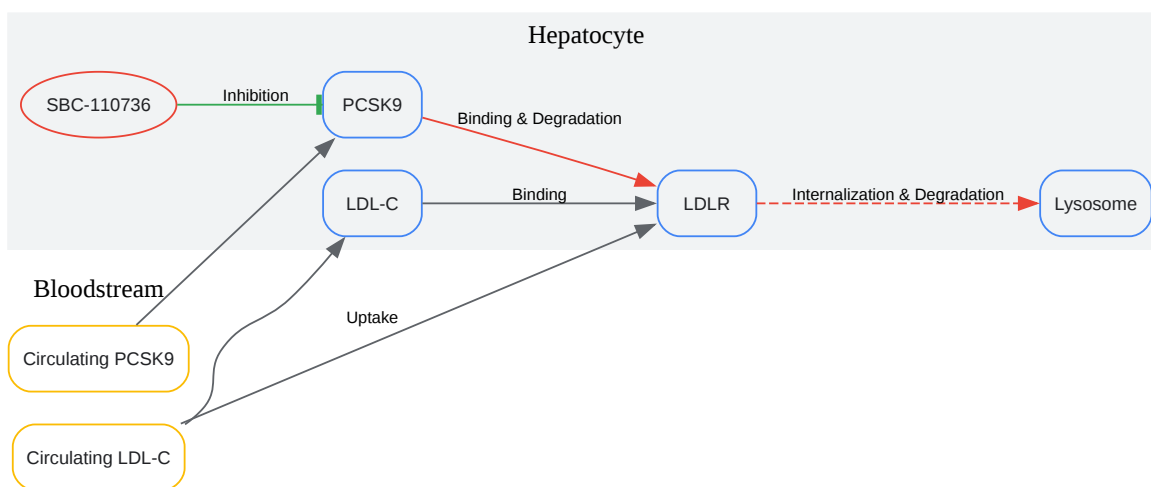 Hepatocyte
SBC-110736
Inhibition
PCSK9
Binding & Degradation
LDL-C
Binding
LDLR
Internalization & Degradation
Lysosome
Bloodstream
Uptake
Circulating PCSK9
Circulating LDL-C